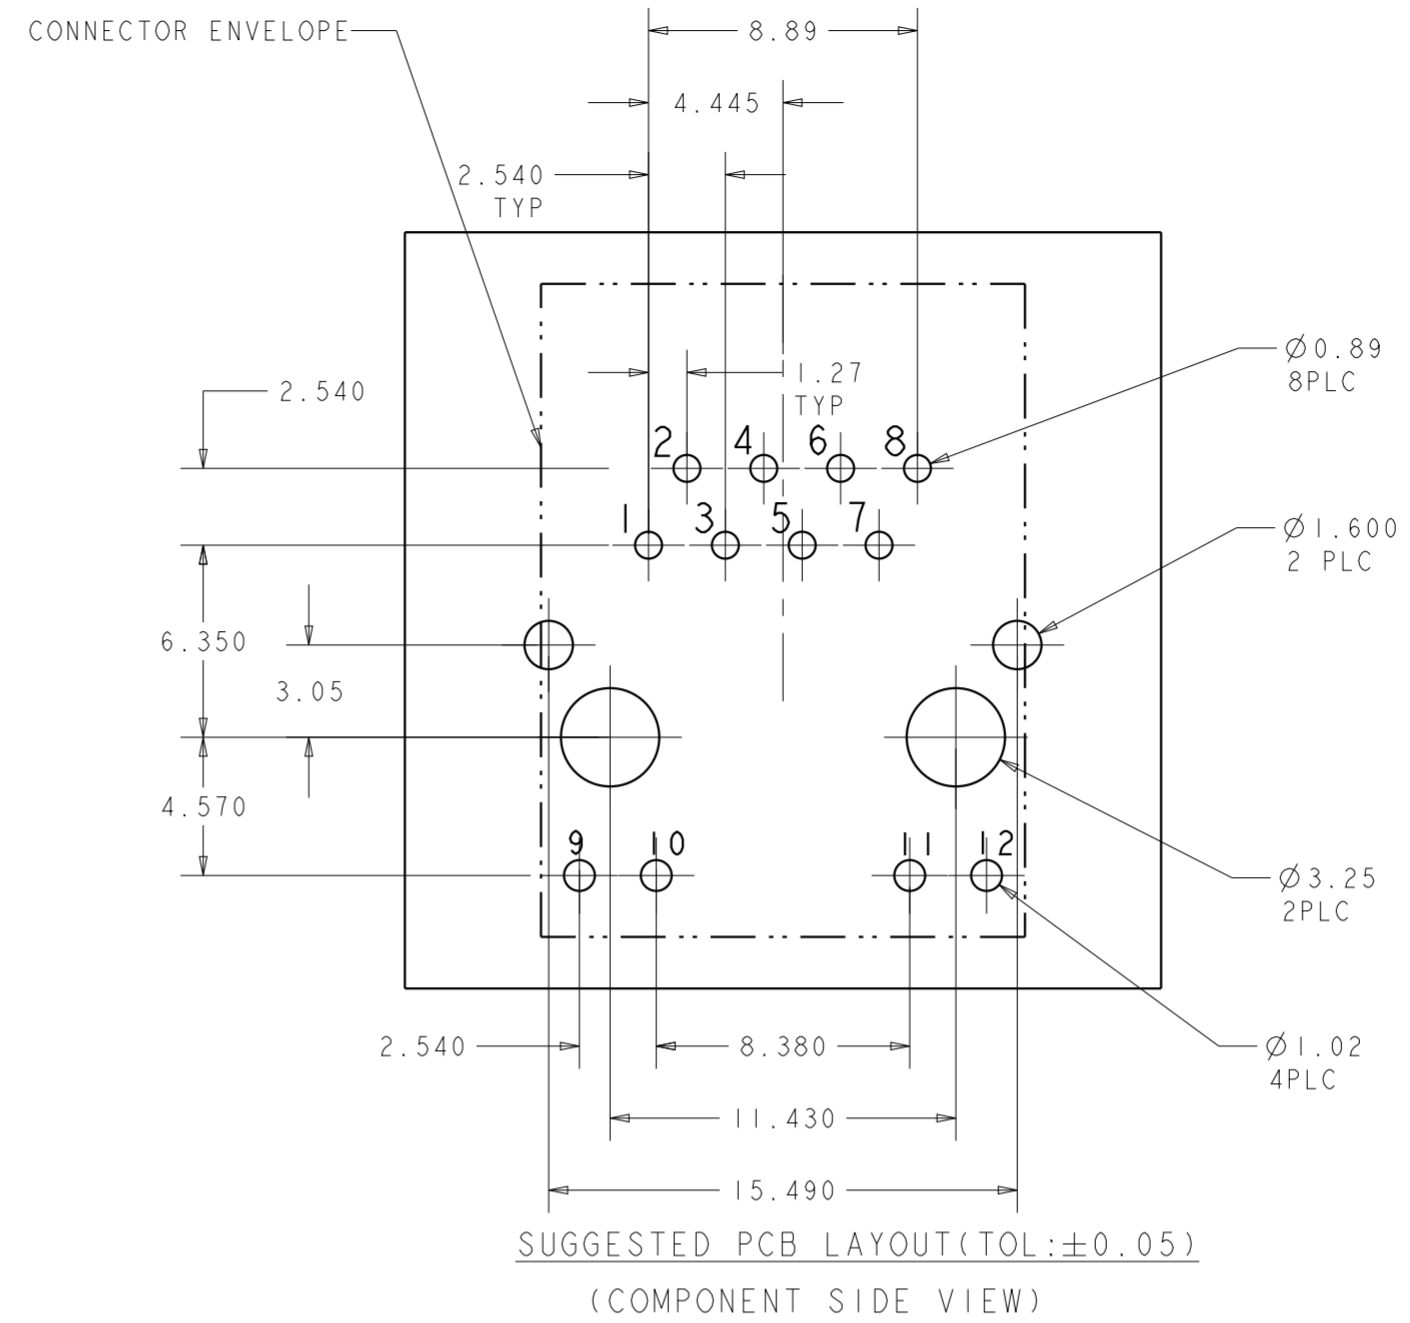 CONNECTOR ENVELOPE
8.89
4.445
2.540
TYP
2.540
1.27
TYP
Ø0.89
8PLC
2 4 6 8
1 3 5 7
Ø1.600
2 PLC
6.350
3.05
4.570
9 10 11 12
Ø3.25
2PLC
2.540
8.380
Ø1.02
4PLC
11.430
15.490
SUGGESTED PCB LAYOUT(TOL:±0.05)
(COMPONENT SIDE VIEW)